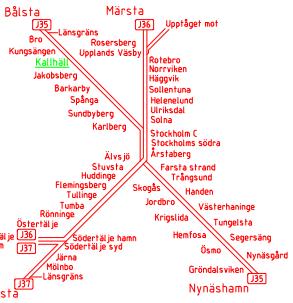 Bålsta
Märsta
J35
J36
Upptåget mot
Länsgräns
Bro
Kungsängen
Kallhäll
Jakobsberg
Barkarby
Spånga
Sundbyberg
Karlberg
Rosersberg
Upplands Väsby
Rotebro
Norrviken
Häggvik
Sollentuna
Helenelund
Ulriksdal
Solna
Stockholm C
Stockholms södra
Årstaberg
Älvsjö
Stuvsta
Huddinge
Flemingsberg
Tullinge
Tumba
Rönninge
Östertälje
älje
J36
J37
Södertälje hamn
Södertälje syd
Järna
Mölnbo
Länsgräns
J37
sta
Farsta strand
Trångsund
Skogås
Handen
Jordbro
Västerhaninge
Krigslida
Tungelsta
Hemfosa
Segersäng
Ösmo
Nynäsgård
Gröndalsviken
J35
Nynäshamn